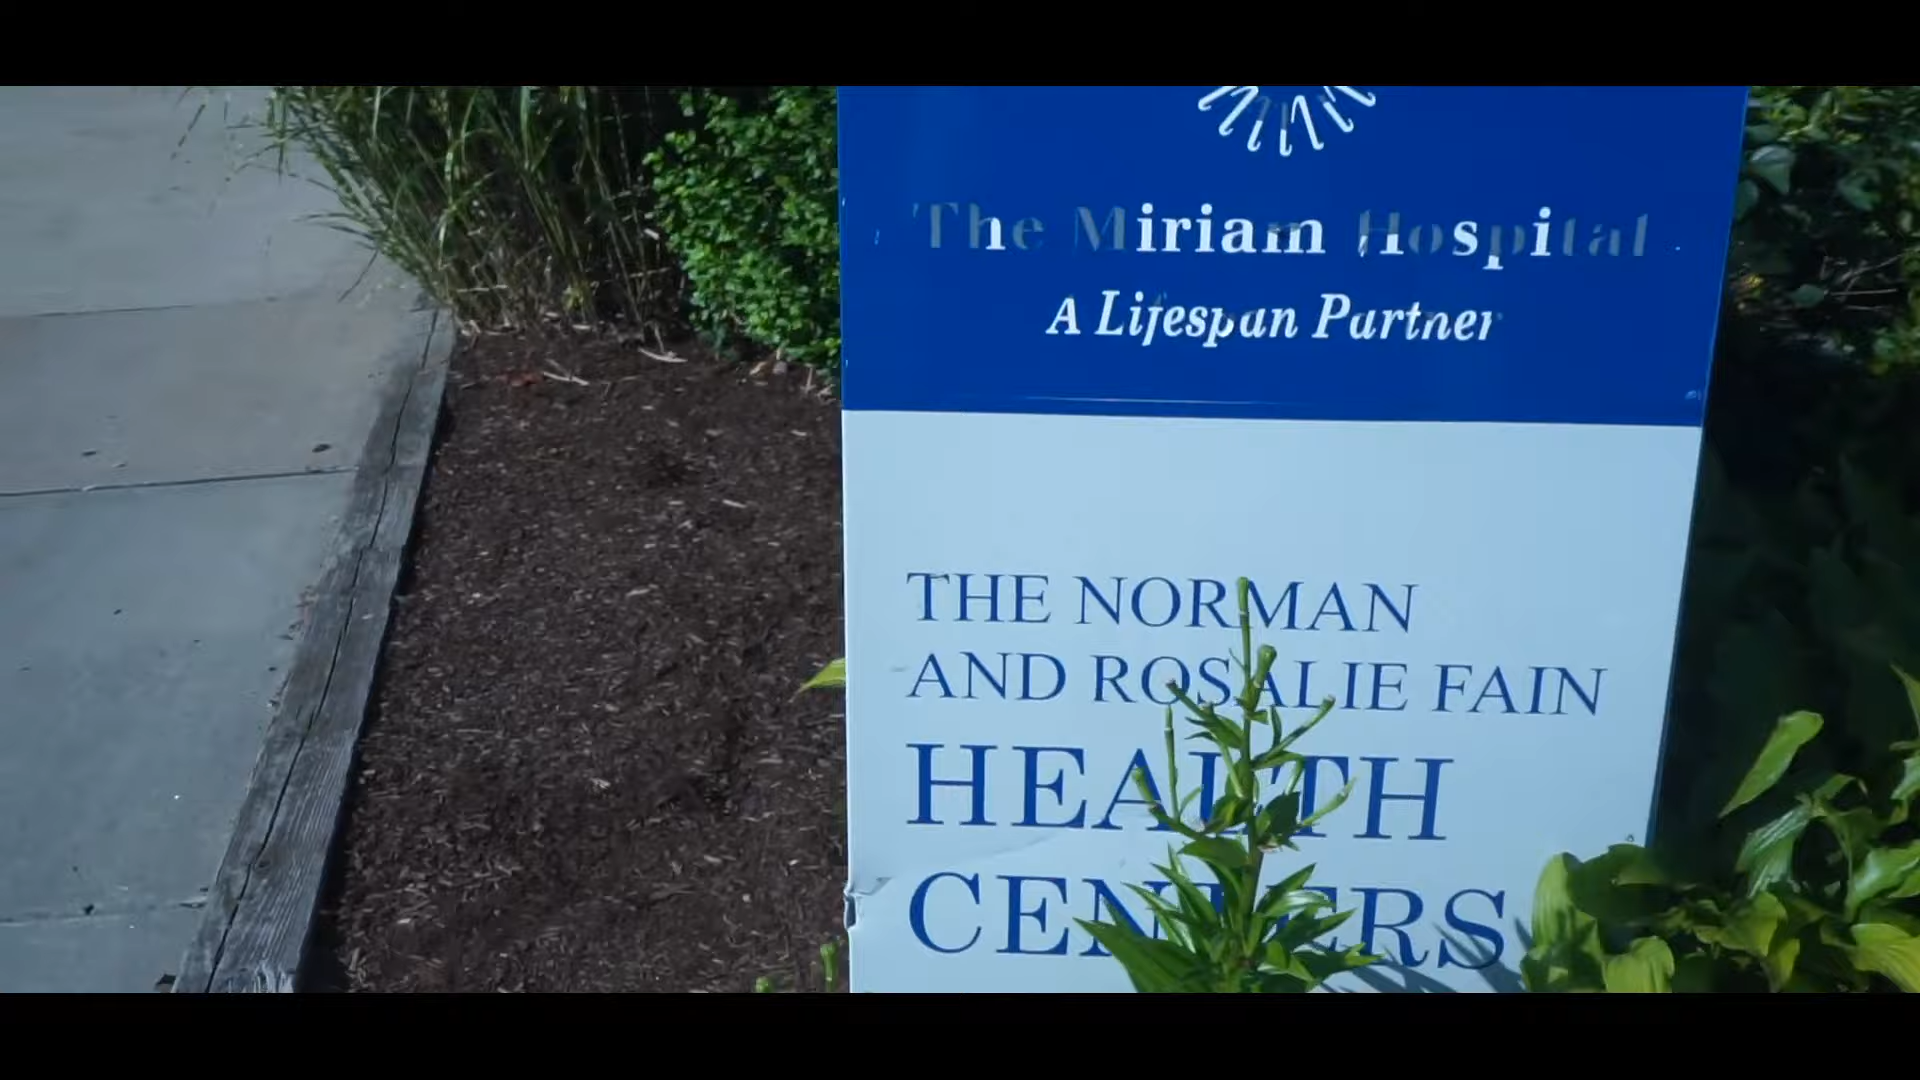 The Miriam Hospital
A Lifespan Partner
THE NORMAN
AND ROSALIE FAIN
HEALTH
CENTERS